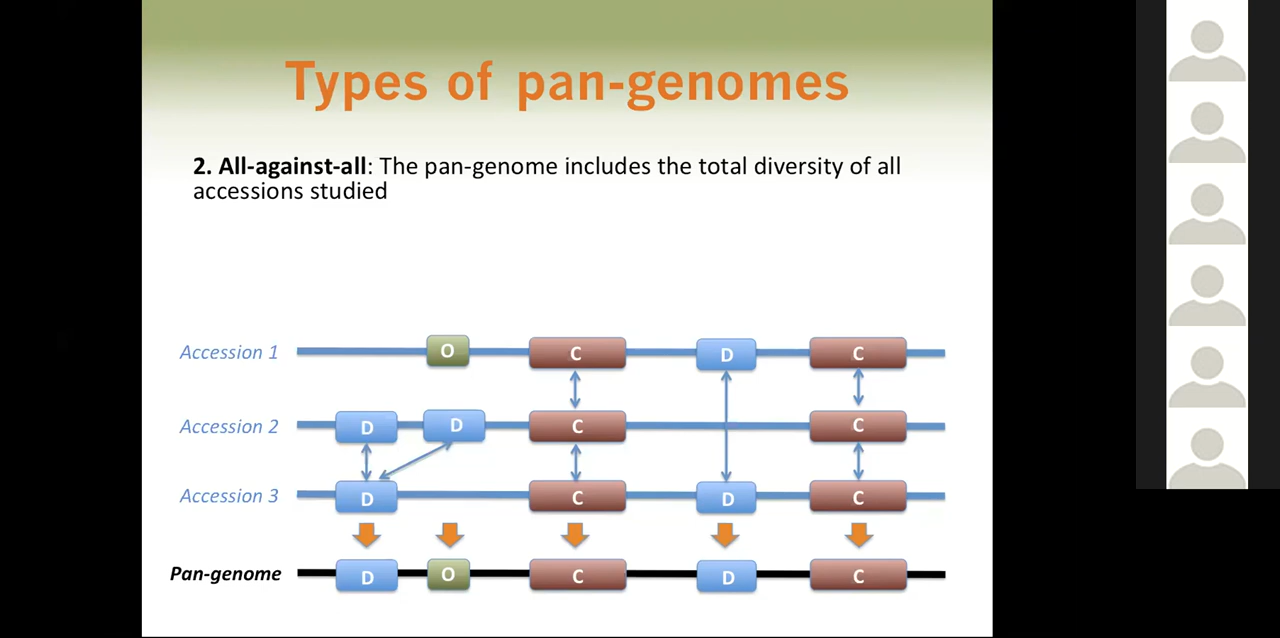 Types of pan-genomes
2. All-against-all: The pan-genome includes the total diversity of all
accessions studied
Accession 1 O C D C
Accession 2 D D C C
Accession 3 D C D C
Pan-genome D O C D C